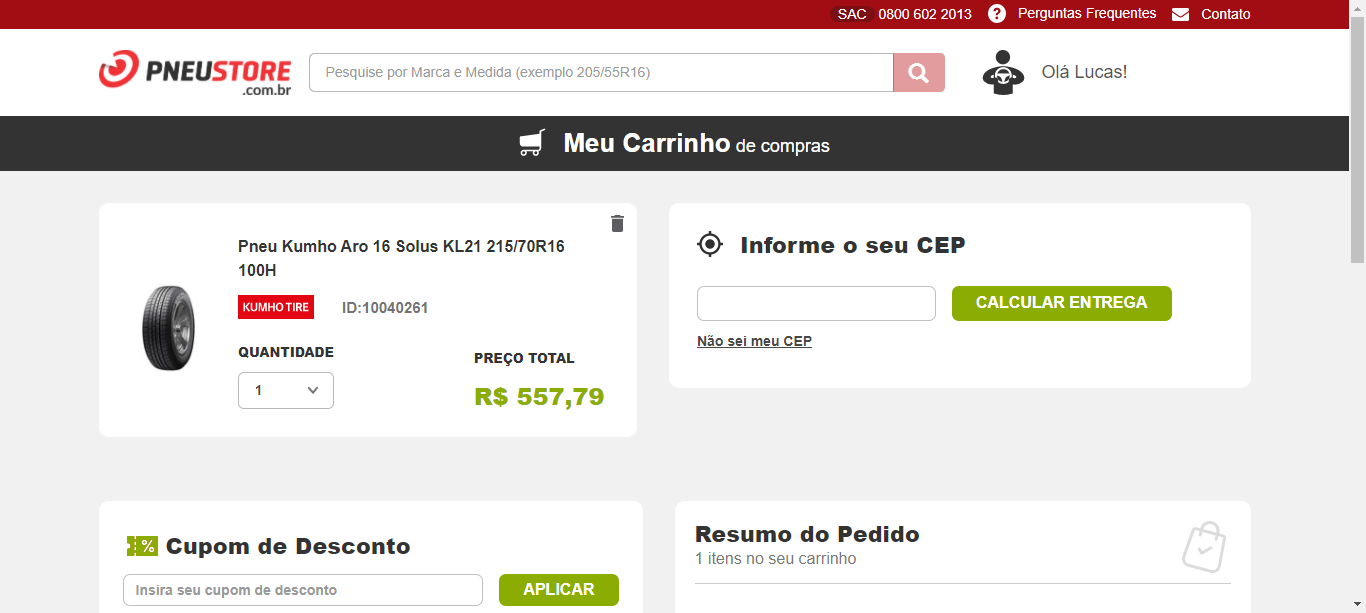 SAC 0800 602 2013 ? Perguntas Frequentes Contato
PNEUSTORE
.com.br
Pesquise por Marca e Medida (exemplo 205/55R16)
Olá Lucas!
Meu Carrinho de compras
Pneu Kumho Aro 16 Solus KL21 215/70R16
100H
KUMHO TIRE ID:10040261
QUANTIDADE
1
PREÇO TOTAL
R$ 557,79
Informe o seu CEP
CALCULAR ENTREGA
Não sei meu CEP
% Cupom de Desconto
Insira seu cupom de desconto
APLICAR
Resumo do Pedido
1 itens no seu carrinho